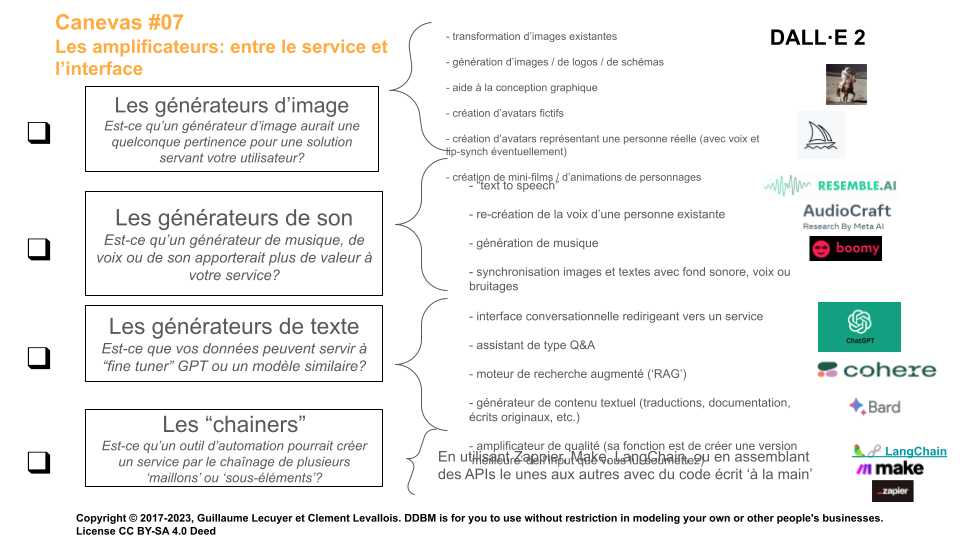 Canevas #07
Les amplificateurs: entre le service et
l'interface
Les générateurs d'image
Est-ce qu'un générateur d'image aurait une
quelconque pertinence pour une solution
servant votre utilisateur?
- transformation d'images existantes
- génération d'images / de logos / de schémas
- aide à la conception graphique
- création d'avatars fictifs
- création d'avatars représentant une personne réelle (avec voix et
lip-synch éventuellement)
- création de mini-films / d'animations de personnages
DALL·E 2
Les générateurs de son
Est-ce qu'un générateur de musique, de
voix ou de son apporterait plus de valeur à
votre service?
- "text to speech"
- re-création de la voix d'une personne existante
- génération de musique
- synchronisation images et textes avec fond sonore, voix ou
bruitages
RESEMBLE.AI
AudioCraft
Research By Meta AI
boomy
Les générateurs de texte
Est-ce que vos données peuvent servir à
"fine tuner" GPT ou un modèle similaire?
- interface conversationnelle redirigeant vers un service
- assistant de type Q&A
- moteur de recherche augmenté ('RAG')
- générateur de contenu textuel (traductions, documentation,
écrits originaux, etc.)
- amplificateur de qualité (sa fonction est de créer une version
meilleure de l'input que vous lui soumettez)
ChatGPT
cohere
Bard
Les "chainers"
Est-ce qu'un outil d'automation pourrait créer
un service par le chaînage de plusieurs
'maillons' ou 'sous-éléments'?
En utilisant Zappier, Make, LangChain, ou en assemblant
des APIs le unes aux autres avec du code écrit 'à la main'
LangChain
make
zapier
Copyright © 2017-2023, Guillaume Lecuyer et Clement Levallois. DDBM is for you to use without restriction in modeling your own or other people's businesses.
License CC BY-SA 4.0 Deed